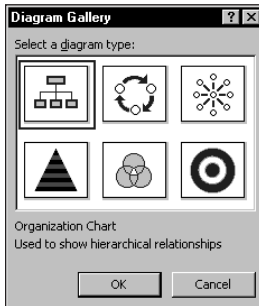 Diagram Gallery
Select a diagram type:
Organization Chart
Used to show hierarchical relationships
OK
Cancel